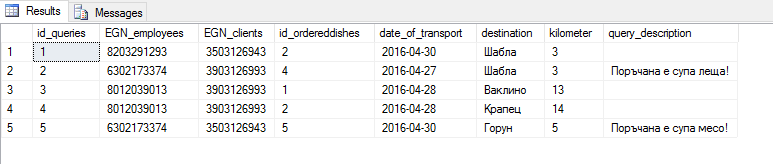 Results Messages
id_queries EGN_employees EGN_clients id_ordereddishes date_of_transport destination kilometer query_description
1 1 8203291293 3503126943 2 2016-04-30 Шабла 3
2 2 6302173374 3903126993 4 2016-04-27 Шабла 3 Поръчана е супа леща!
3 3 8012039013 3903126993 1 2016-04-28 Ваклино 13
4 4 8012039013 3903126993 2 2016-04-28 Крапец 14
5 5 6302173374 3503126943 5 2016-04-30 Горун 5 Поръчана е супа месо!